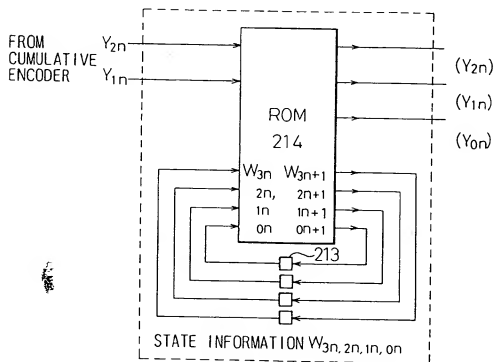 FROM
CUMULATIVE
ENCODER
Y2n
Y1n
(Y2n)
(Y1n)
(Y0n)
ROM
214
W3n W3n+1
2n, 2n+1
1n 1n+1
0n 0n+1
213
STATE INFORMATION W3n, 2n, 1n, 0n